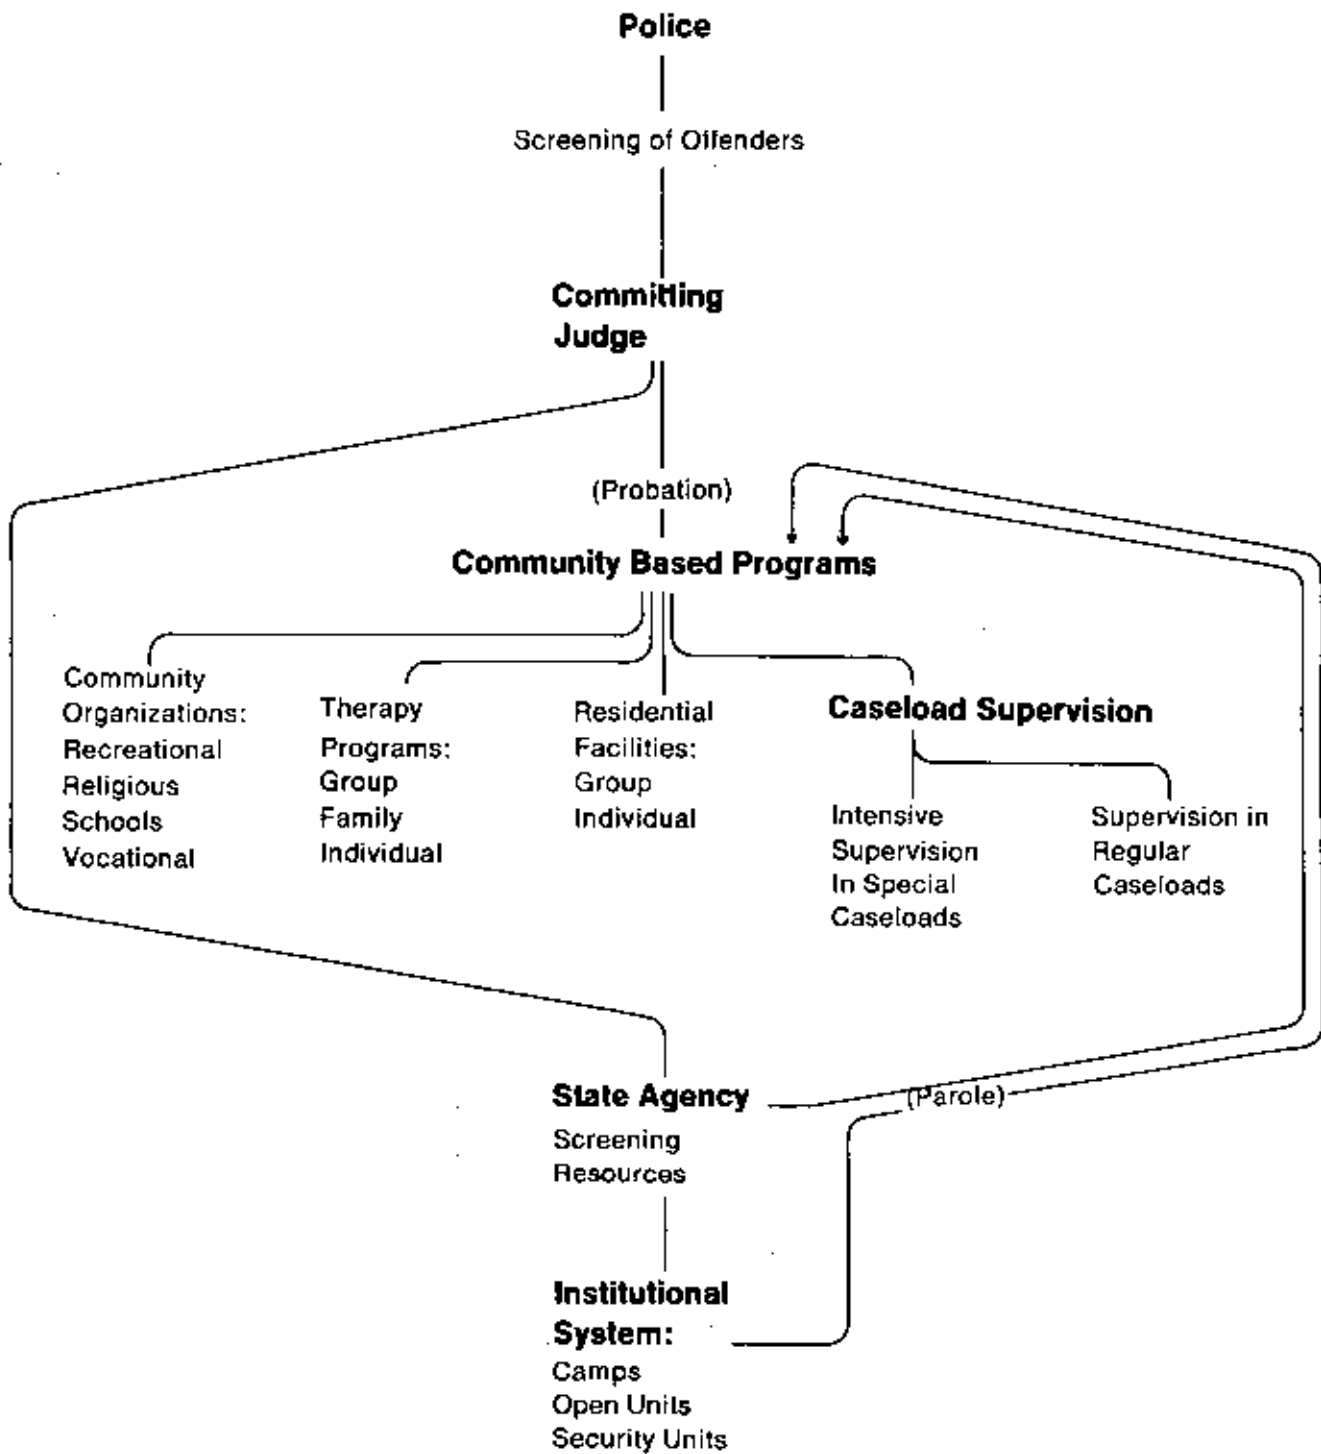 Police
Screening of Offenders
Committing
Judge
(Probation)
Community Based Programs
Community
Organizations:
Recreational
Religious
Schools
Vocational
Therapy
Programs:
Group
Family
Individual
Residential
Facilities:
Group
Individual
Caseload Supervision
Intensive
Supervision
In Special
Caseloads
Supervision in
Regular
Caseloads
State Agency
Screening
Resources
(Parole)
Institutional
System:
Camps
Open Units
Security Units